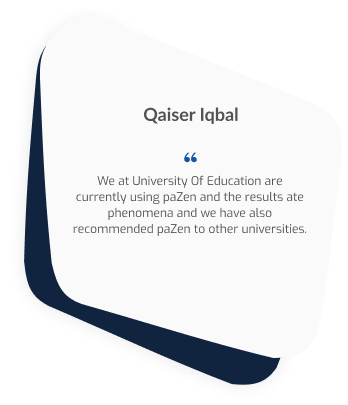 Qaiser Iqbal
“
We at University Of Education are
currently using paZen and the results ate
phenomena and we have also
recommended paZen to other universities.